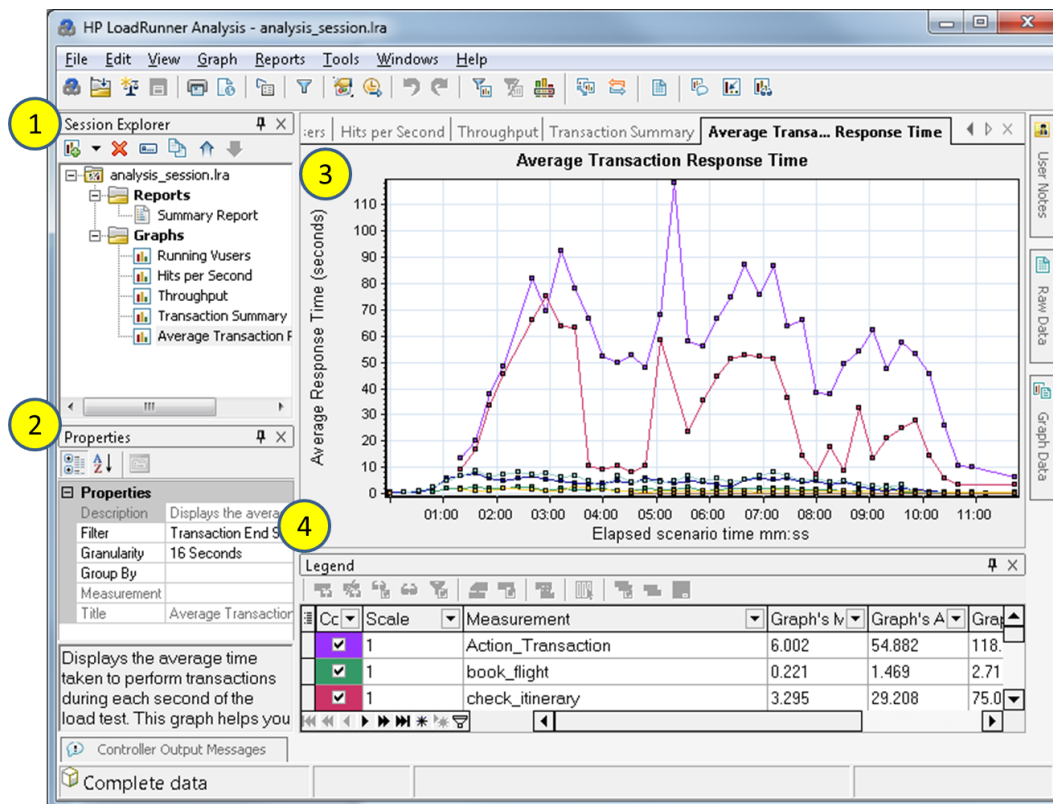 HP LoadRunner Analysis - analysis_session.lra
File Edit View Graph Reports Tools Windows Help
1
Session Explorer
analysis_session.lra
Reports
Summary Report
Graphs
Running Vusers
Hits per Second
Throughput
Transaction Summary
Average Transaction R
2
Properties
Properties
Description Displays the avera
Filter Transaction End S
Granularity 16 Seconds
Group By
Measurement
Title Average Transaction
Displays the average time
taken to perform transactions
during each second of the
load test. This graph helps you
Controller Output Messages
Complete data
sers Hits per Second Throughput Transaction Summary Average Transa... Response Time
3
Average Transaction Response Time
Average Response Time (seconds)
110
100
90
80
70
60
50
40
30
20
10
0
01:00 02:00 03:00 04:00 05:00 06:00 07:00 08:00 09:00 10:00 11:00
Elapsed scenario time mm:ss
4
Legend
Cc Scale Measurement Graph's M Graph's A Gra
1 Action_Transaction 6.002 54.882 118.
1 book_flight 0.221 1.469 2.71
1 check_itinerary 3.295 29.208 75.0
User Notes
Raw Data
Graph Data